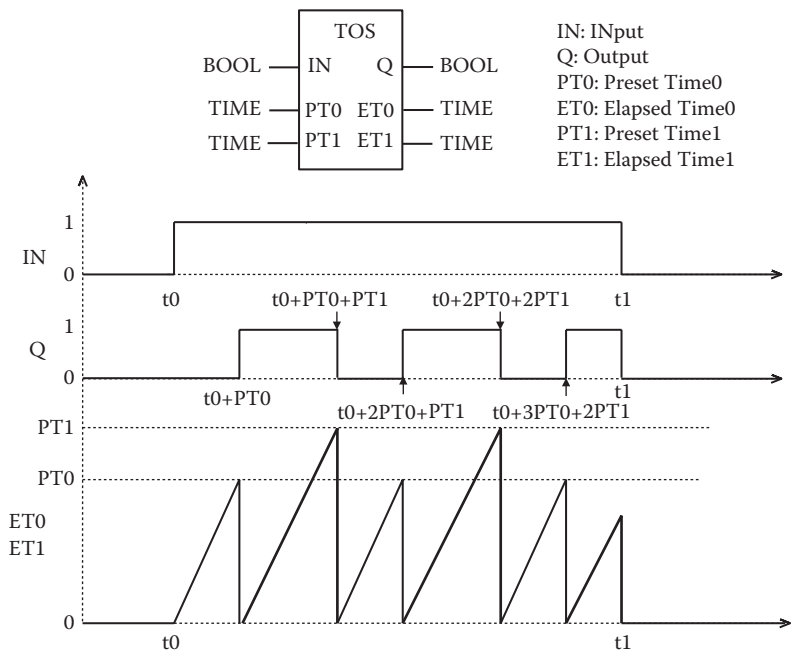 TOS
BOOL IN Q BOOL
TIME PT0 ET0 TIME
TIME PT1 ET1 TIME
IN: INput
Q: Output
PT0: Preset Time0
ET0: Elapsed Time0
PT1: Preset Time1
ET1: Elapsed Time1
1
IN
0
t0 t0+PT0+PT1 t0+2PT0+2PT1 t1
1
Q
0
t1
t0+PT0 t0+2PT0+PT1 t0+3PT0+2PT1
PT1
PT0
ET0
ET1
0
t0 t1